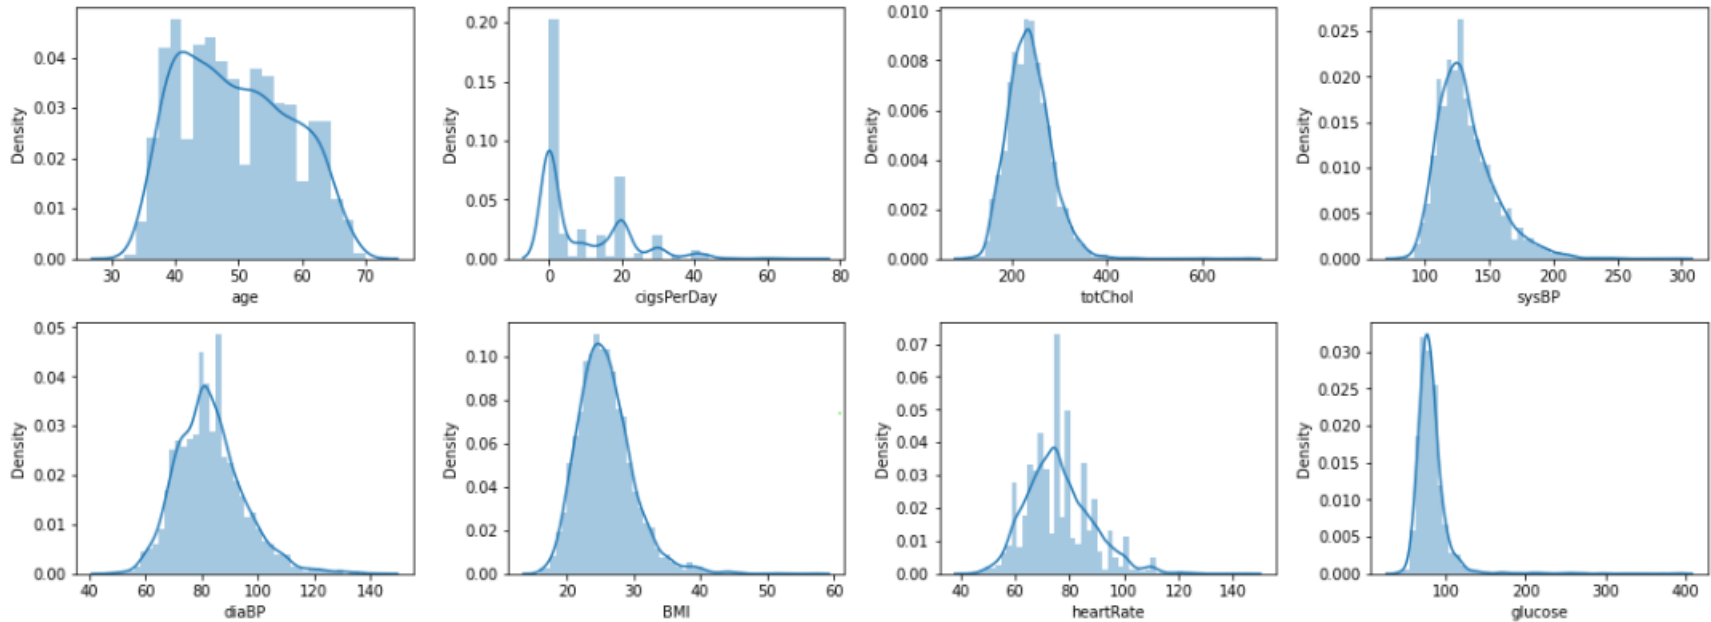 Density
0.04
0.03
0.02
0.01
0.00
30 40 50 60 70
age
Density
0.20
0.15
0.10
0.05
0.00
0 20 40 60 80
cigsPerDay
Density
0.010
0.008
0.006
0.004
0.002
0.000
200 400 600
totChol
Density
0.025
0.020
0.015
0.010
0.005
0.000
100 150 200 250 300
sysBP
Density
0.05
0.04
0.03
0.02
0.01
0.00
40 60 80 100 120 140
diaBP
Density
0.10
0.08
0.06
0.04
0.02
0.00
20 30 40 50 60
BMI
Density
0.07
0.06
0.05
0.04
0.03
0.02
0.01
0.00
40 60 80 100 120 140
heartRate
Density
0.030
0.025
0.020
0.015
0.010
0.005
0.000
100 200 300 400
glucose